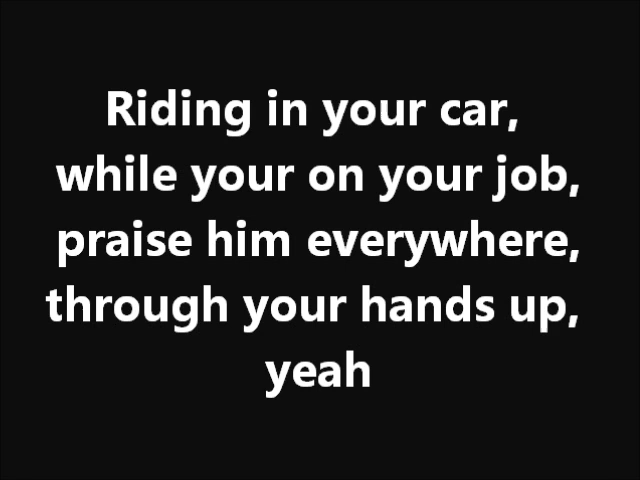 Riding in your car,
while your on your job,
praise him everywhere,
through your hands up,
yeah